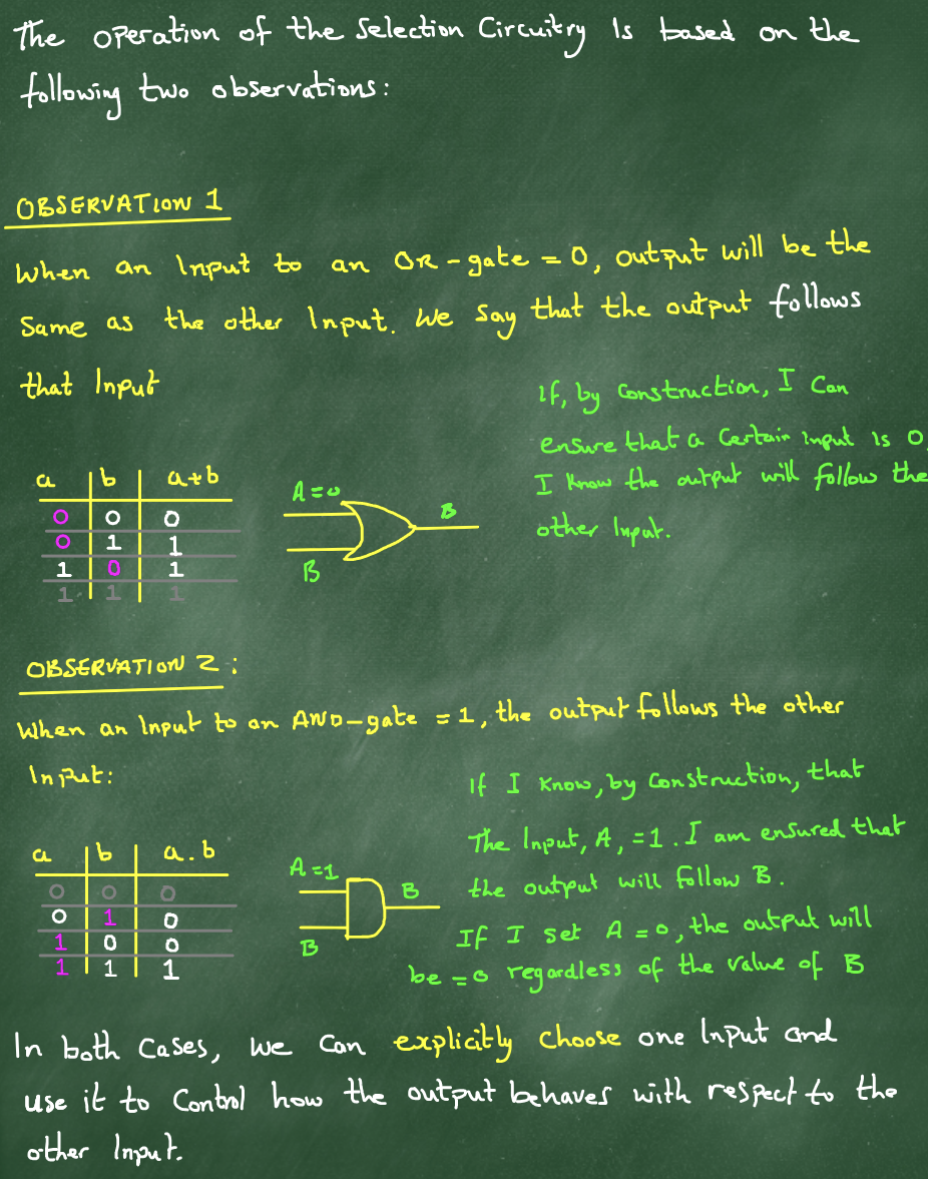 The operation of the Selection Circuitry Is based on the
following two observations:
OBSERVATION 1
When an Input to an OR-gate = 0, output will be the
Same as the other Input. We say that the output follows
that Input
If, by Construction, I Can
ensure that a Certain input is 0
I know the output will follow the
other Input.
a b a+b
0 0 0
0 1 1
1 0 1
1 1 1
A=0
B
B
OBSERVATION 2:
When an Input to an AND-gate = 1, the output follows the other
Input:
If I know, by Construction, that
The Input, A, =1. I am ensured that
the output will follow B.
If I set A = 0, the output will
be = 0 regardless of the value of B
a b a.b
0 0 0
0 1 0
1 0 0
1 1 1
A=1
B
B
In both Cases, we Can explicitly choose one Input and
use it to Control how the output behaves with respect to the
other Input.